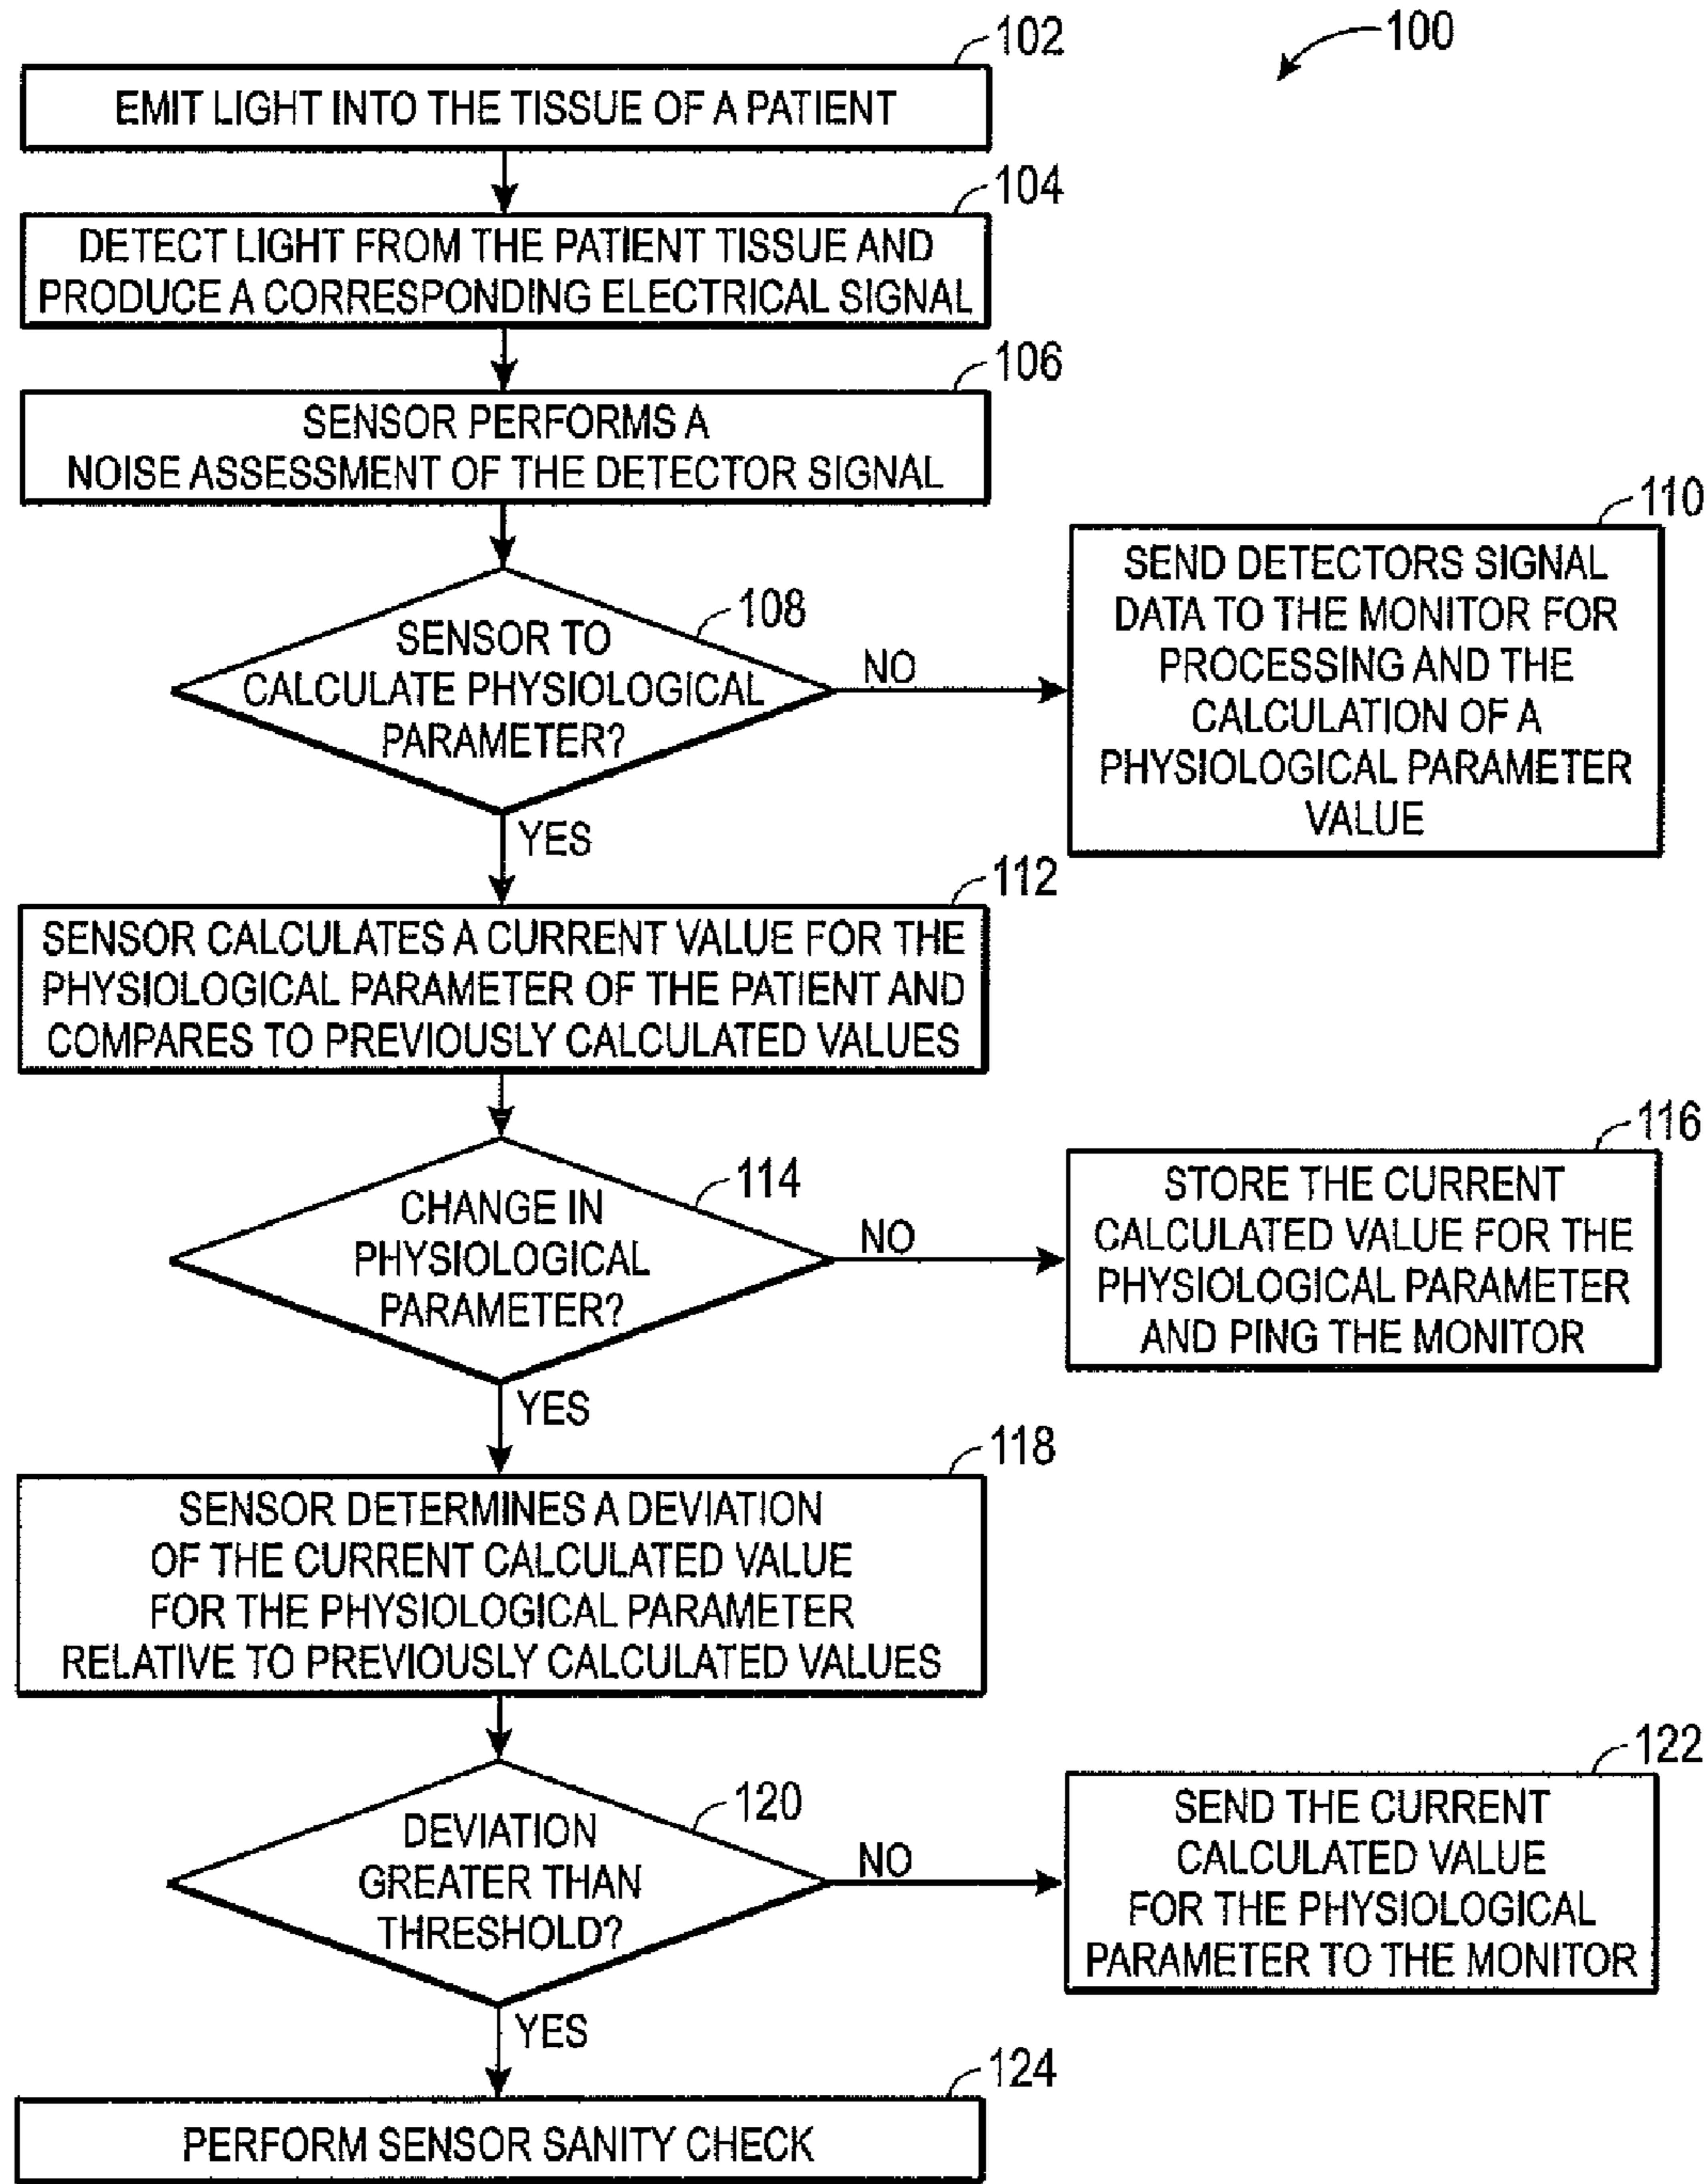 100
102
EMIT LIGHT INTO THE TISSUE OF A PATIENT
104
DETECT LIGHT FROM THE PATIENT TISSUE AND
PRODUCE A CORRESPONDING ELECTRICAL SIGNAL
106
SENSOR PERFORMS A
NOISE ASSESSMENT OF THE DETECTOR SIGNAL
108
SENSOR TO
CALCULATE PHYSIOLOGICAL
PARAMETER?
NO
110
SEND DETECTORS SIGNAL
DATA TO THE MONITOR FOR
PROCESSING AND THE
CALCULATION OF A
PHYSIOLOGICAL PARAMETER
VALUE
YES
112
SENSOR CALCULATES A CURRENT VALUE FOR THE
PHYSIOLOGICAL PARAMETER OF THE PATIENT AND
COMPARES TO PREVIOUSLY CALCULATED VALUES
114
CHANGE IN
PHYSIOLOGICAL
PARAMETER?
NO
116
STORE THE CURRENT
CALCULATED VALUE FOR THE
PHYSIOLOGICAL PARAMETER
AND PING THE MONITOR
YES
118
SENSOR DETERMINES A DEVIATION
OF THE CURRENT CALCULATED VALUE
FOR THE PHYSIOLOGICAL PARAMETER
RELATIVE TO PREVIOUSLY CALCULATED VALUES
120
DEVIATION
GREATER THAN
THRESHOLD?
NO
122
SEND THE CURRENT
CALCULATED VALUE
FOR THE PHYSIOLOGICAL
PARAMETER TO THE MONITOR
YES
124
PERFORM SENSOR SANITY CHECK